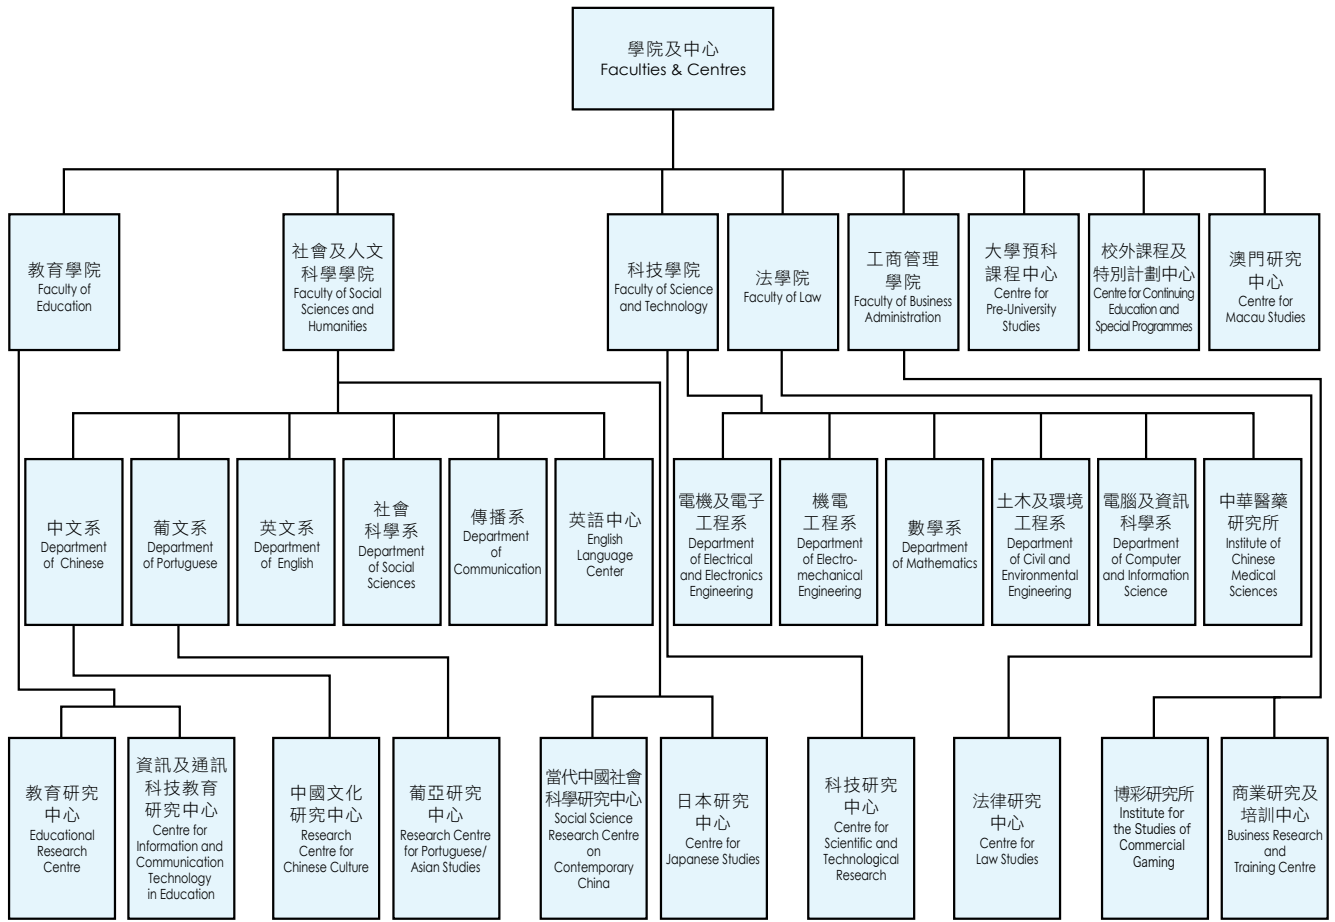 學院及中心
Faculties & Centres
教育學院
Faculty of
Education
社會及人文
科學學院
Faculty of Social
Sciences and
Humanities
科技學院
Faculty of Science
and Technology
法學院
Faculty of Law
工商管理
學院
Faculty of Business
Administration
大學預科
課程中心
Centre for
Pre-University
Studies
校外課程及
特別計劃中心
Centre for Continuing
Education and
Special Programmes
澳門研究
中心
Centre for
Macau Studies
中文系
Department
of Chinese
葡文系
Department
of Portuguese
英文系
Department
of English
社會
科學系
Department
of Social
Sciences
傳播系
Department
of
Communication
英語中心
English
Language
Center
電機及電子
工程系
Department
of Electrical
and Electronics
Engineering
機電
工程系
Department
of Electro-
mechanical
Engineering
數學系
Department
of Mathematics
土木及環境
工程系
Department
of Civil and
Environmental
Engineering
電腦及資訊
科學系
Department
of Computer
and Information
Science
中華醫藥
研究所
Institute of
Chinese
Medical
Sciences
教育研究
中心
Educational
Research
Centre
資訊及通訊
科技教育
研究中心
Centre for
Information and
Communication
Technology
in Education
中國文化
研究中心
Research
Centre for
Chinese Culture
葡亞研究
中心
Research Centre
for Portuguese/
Asian Studies
當代中國社會
科學研究中心
Social Science
Research Centre
on
Contemporary
China
日本研究
中心
Centre for
Japanese Studies
科技研究
中心
Centre for
Scientific and
Technological
Research
法律研究
中心
Centre for
Law Studies
博彩研究所
Institute for
the Studies of
Commercial
Gaming
商業研究及
培訓中心
Business Research
and
Training Centre